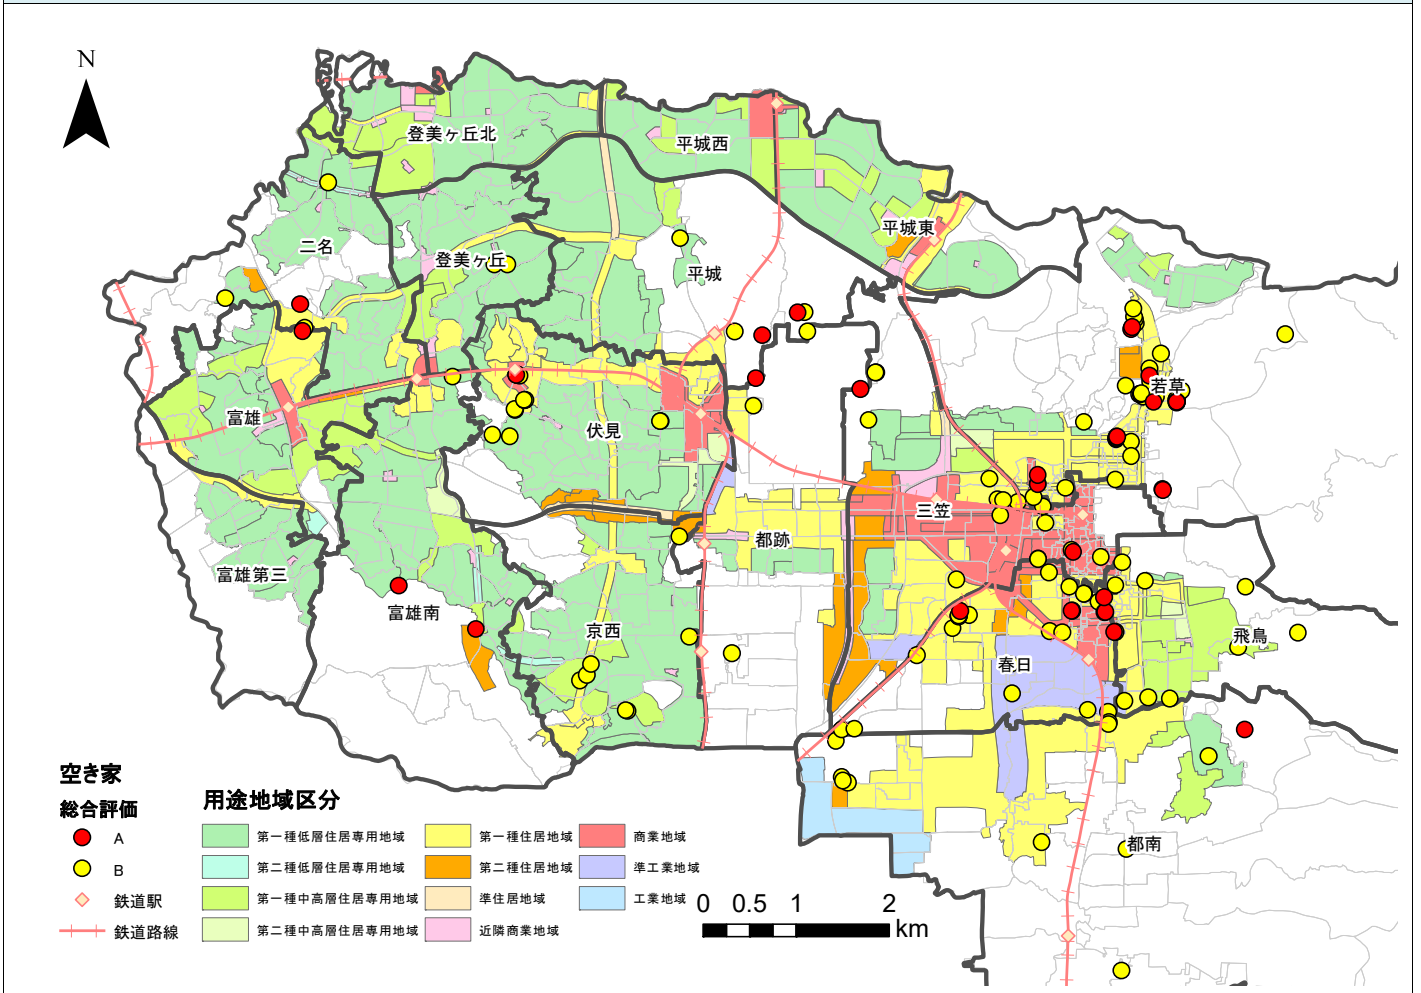 N
登美ヶ丘北
平城西
平城東
二名
登美ヶ丘
平城
若草
富雄
伏見
三笠
都跡
富雄第三
富雄南
京西
飛鳥
春日
都南
空き家
総合評価
A
B
鉄道駅
鉄道路線
用途地域区分
第一種低層住居専用地域
第二種低層住居専用地域
第一種中高層住居専用地域
第二種中高層住居専用地域
第一種住居地域
第二種住居地域
準住居地域
近隣商業地域
商業地域
準工業地域
工業地域
0 0.5 1 2
km